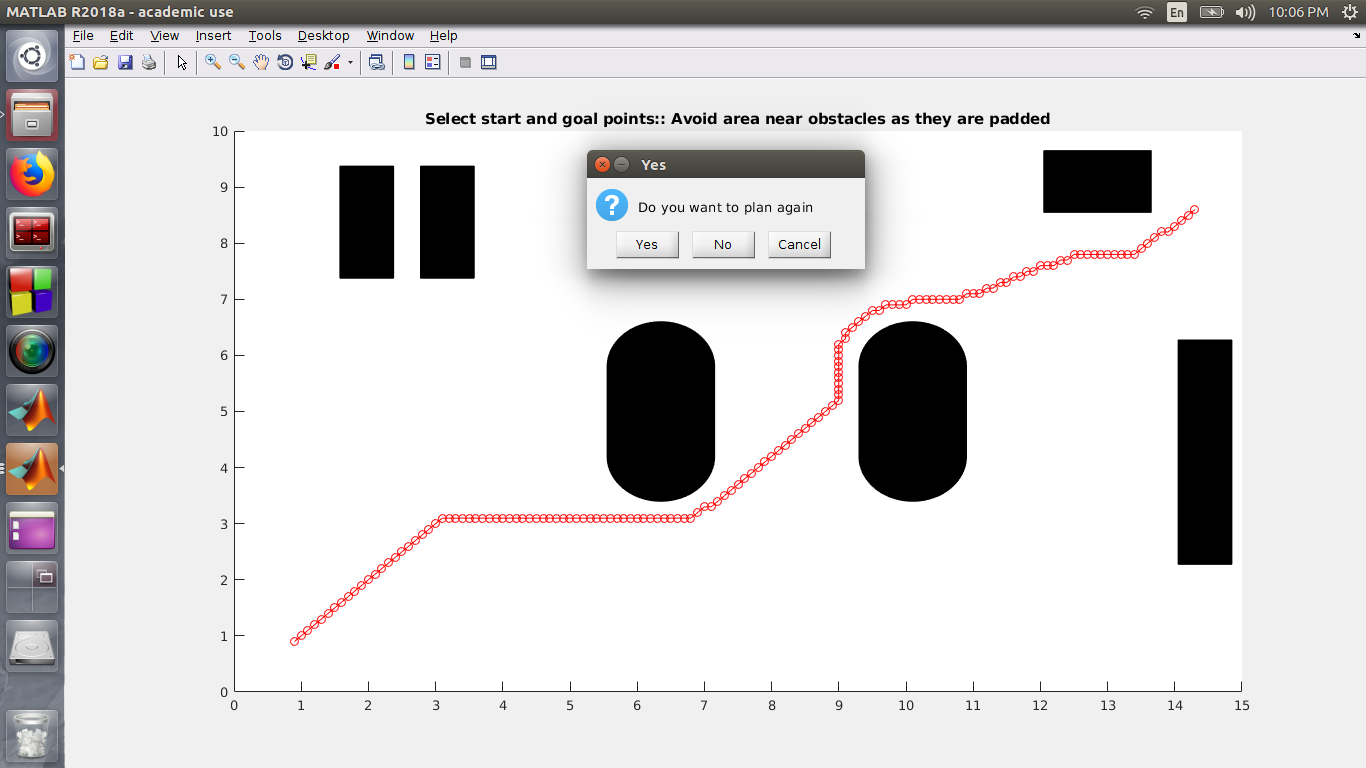 MATLAB R2018a - academic use
En
10:06 PM
File Edit View Insert Tools Desktop Window Help
Select start and goal points:: Avoid area near obstacles as they are padded
Yes
?
Do you want to plan again
Yes No Cancel
10
9
8
7
6
5
4
3
2
1
0
0 1 2 3 4 5 6 7 8 9 10 11 12 13 14 15